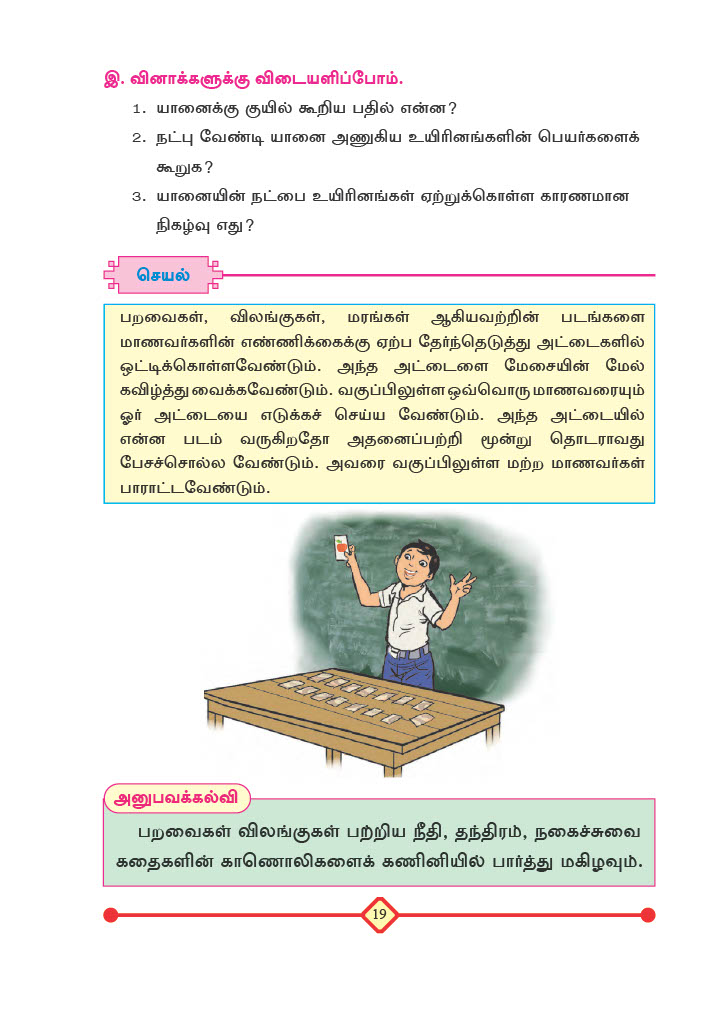 இ. வினாக்களுக்கு விடையளிப்போம்.
1. யானைக்கு குயில் கூறிய பதில் என்ன?
2. நட்பு வேண்டி யானை அணுகிய உயிரினங்களின் பெயர்களைக்
கூறுக?
3. யானையின் நட்பை உயிரினங்கள் ஏற்றுக்கொள்ள காரணமான
நிகழ்வு எது?
செயல்
பறவைகள், விலங்குகள், மரங்கள் ஆகியவற்றின் படங்களை
மாணவர்களின் எண்ணிக்கைக்கு ஏற்ப தேர்ந்தெடுத்து அட்டைகளில்
ஒட்டிக்கொள்ளவேண்டும். அந்த அட்டைளை மேசையின் மேல்
கவிழ்த்துவைக்கவேண்டும். வகுப்பிலுள்ள ஒவ்வொரு மாணவரையும்
ஓர் அட்டையை எடுக்கச் செய்ய வேண்டும். அந்த அட்டையில்
என்ன படம் வருகிறதோ அதனைப்பற்றி மூன்று தொடராவது
பேசச்சொல்ல வேண்டும். அவரை வகுப்பிலுள்ள மற்ற மாணவர்கள்
பாராட்டவேண்டும்.
அனுபவக்கல்வி
பறவைகள் விலங்குகள் பற்றிய நீதி, தந்திரம், நகைச்சுவை
கதைகளின் காணொலிகளைக் கணினியில் பார்த்து மகிழவும்.
19